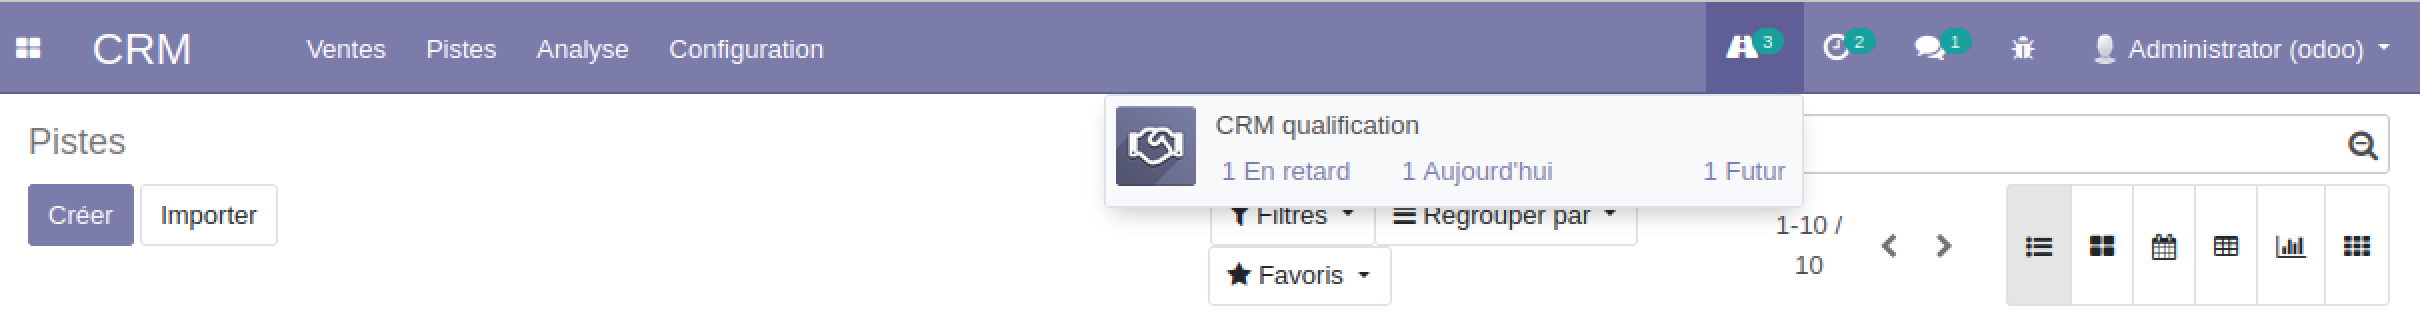 CRM Ventes Pistes Analyse Configuration 3 2 1 Administrator (odoo)
Pistes
CRM qualification
1 En retard 1 Aujourd'hui 1 Futur
Créer Importer
Filtres Regrouper par
1-10 /
10
Favoris